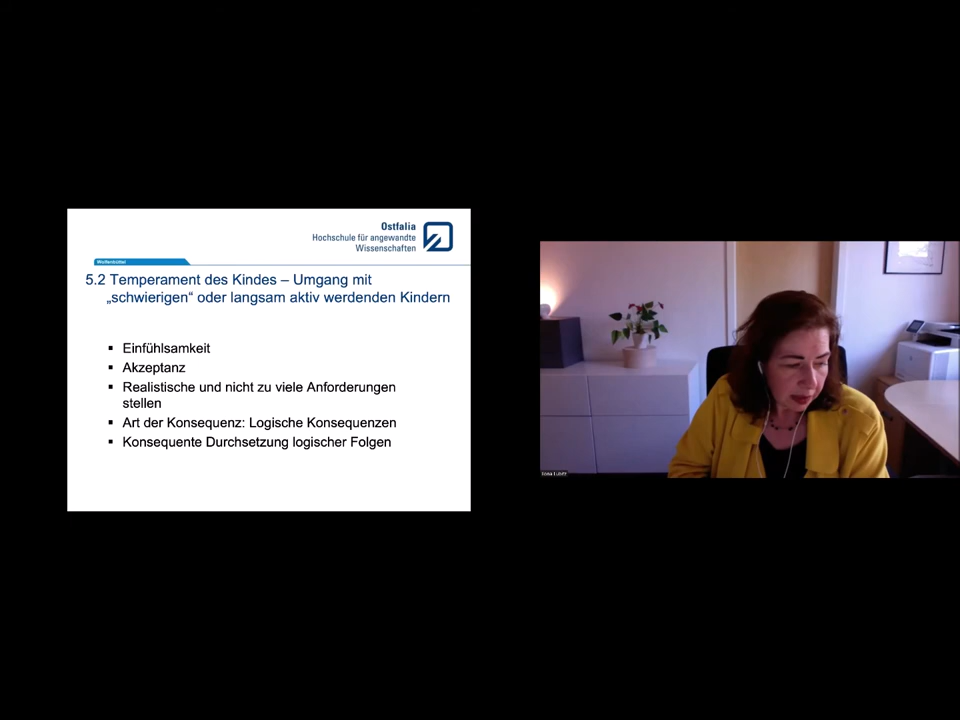 Ostfalia
Hochschule für angewandte
Wissenschaften
Wolfenbüttel
5.2 Temperament des Kindes – Umgang mit
„schwierigen“ oder langsam aktiv werdenden Kindern
▪ Einfühlsamkeit
▪ Akzeptanz
▪ Realistische und nicht zu viele Anforderungen
stellen
▪ Art der Konsequenz: Logische Konsequenzen
▪ Konsequente Durchsetzung logischer Folgen